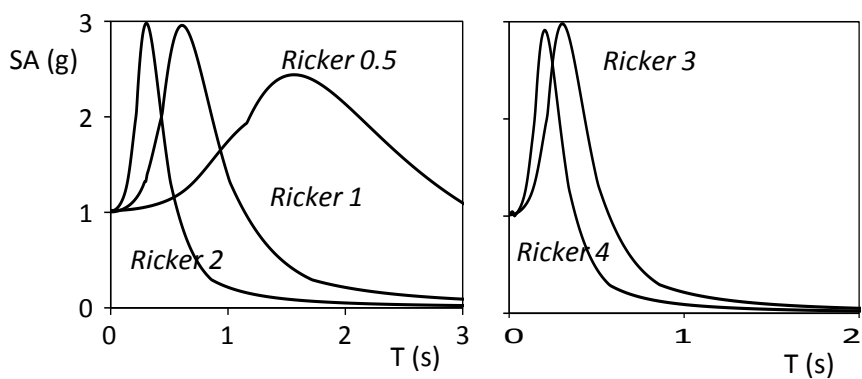 SA (g)
3
2
1
0
Ricker 0.5
Ricker 1
Ricker 2
0 1 2 3
T (s)
Ricker 3
Ricker 4
0 1 2
T (s)